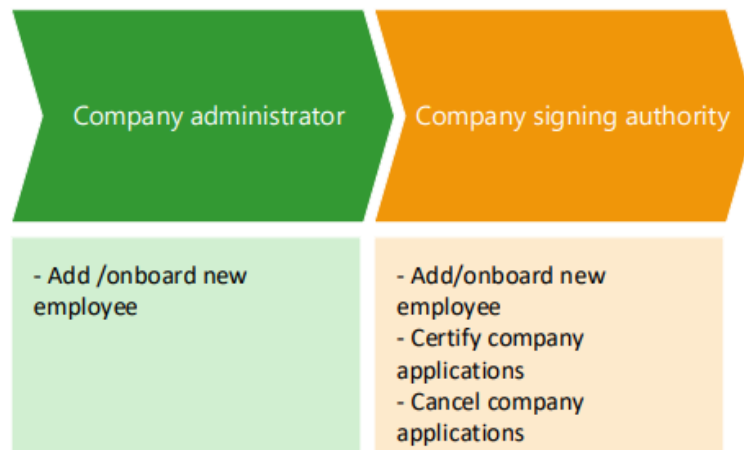 Company administrator
Company signing authority
- Add /onboard new
employee
- Add/onboard new
employee
- Certify company
applications
- Cancel company
applications